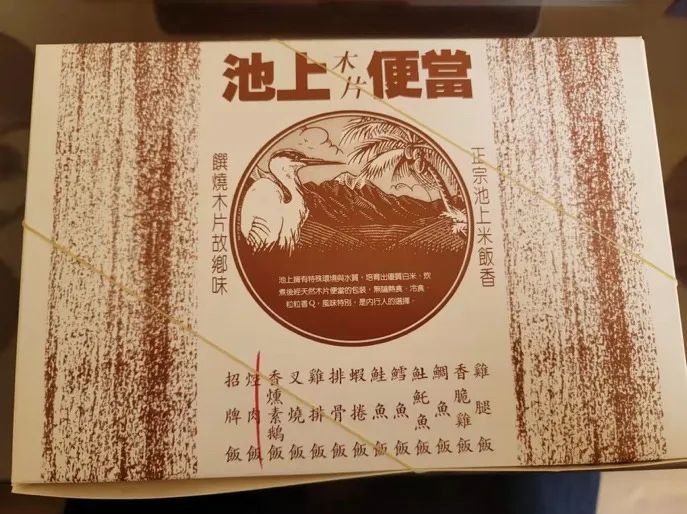 池上木片便當
正宗池上米飯香
饌燒木片故鄉味
池上擁有特殊環境與水質，培育出優質白米，炊
煮後經天然木片便當的包裝，無論熱食、冷食，
粒粒香Q，風味特別，是內行人的選擇。
雞腿飯
香脆雞飯
鯛魚飯
魠魚飯
鱈魚飯
鮭魚飯
蝦捲飯
排骨飯
雞排飯
叉燒飯
香燻素鵝飯
焢肉飯
招牌飯